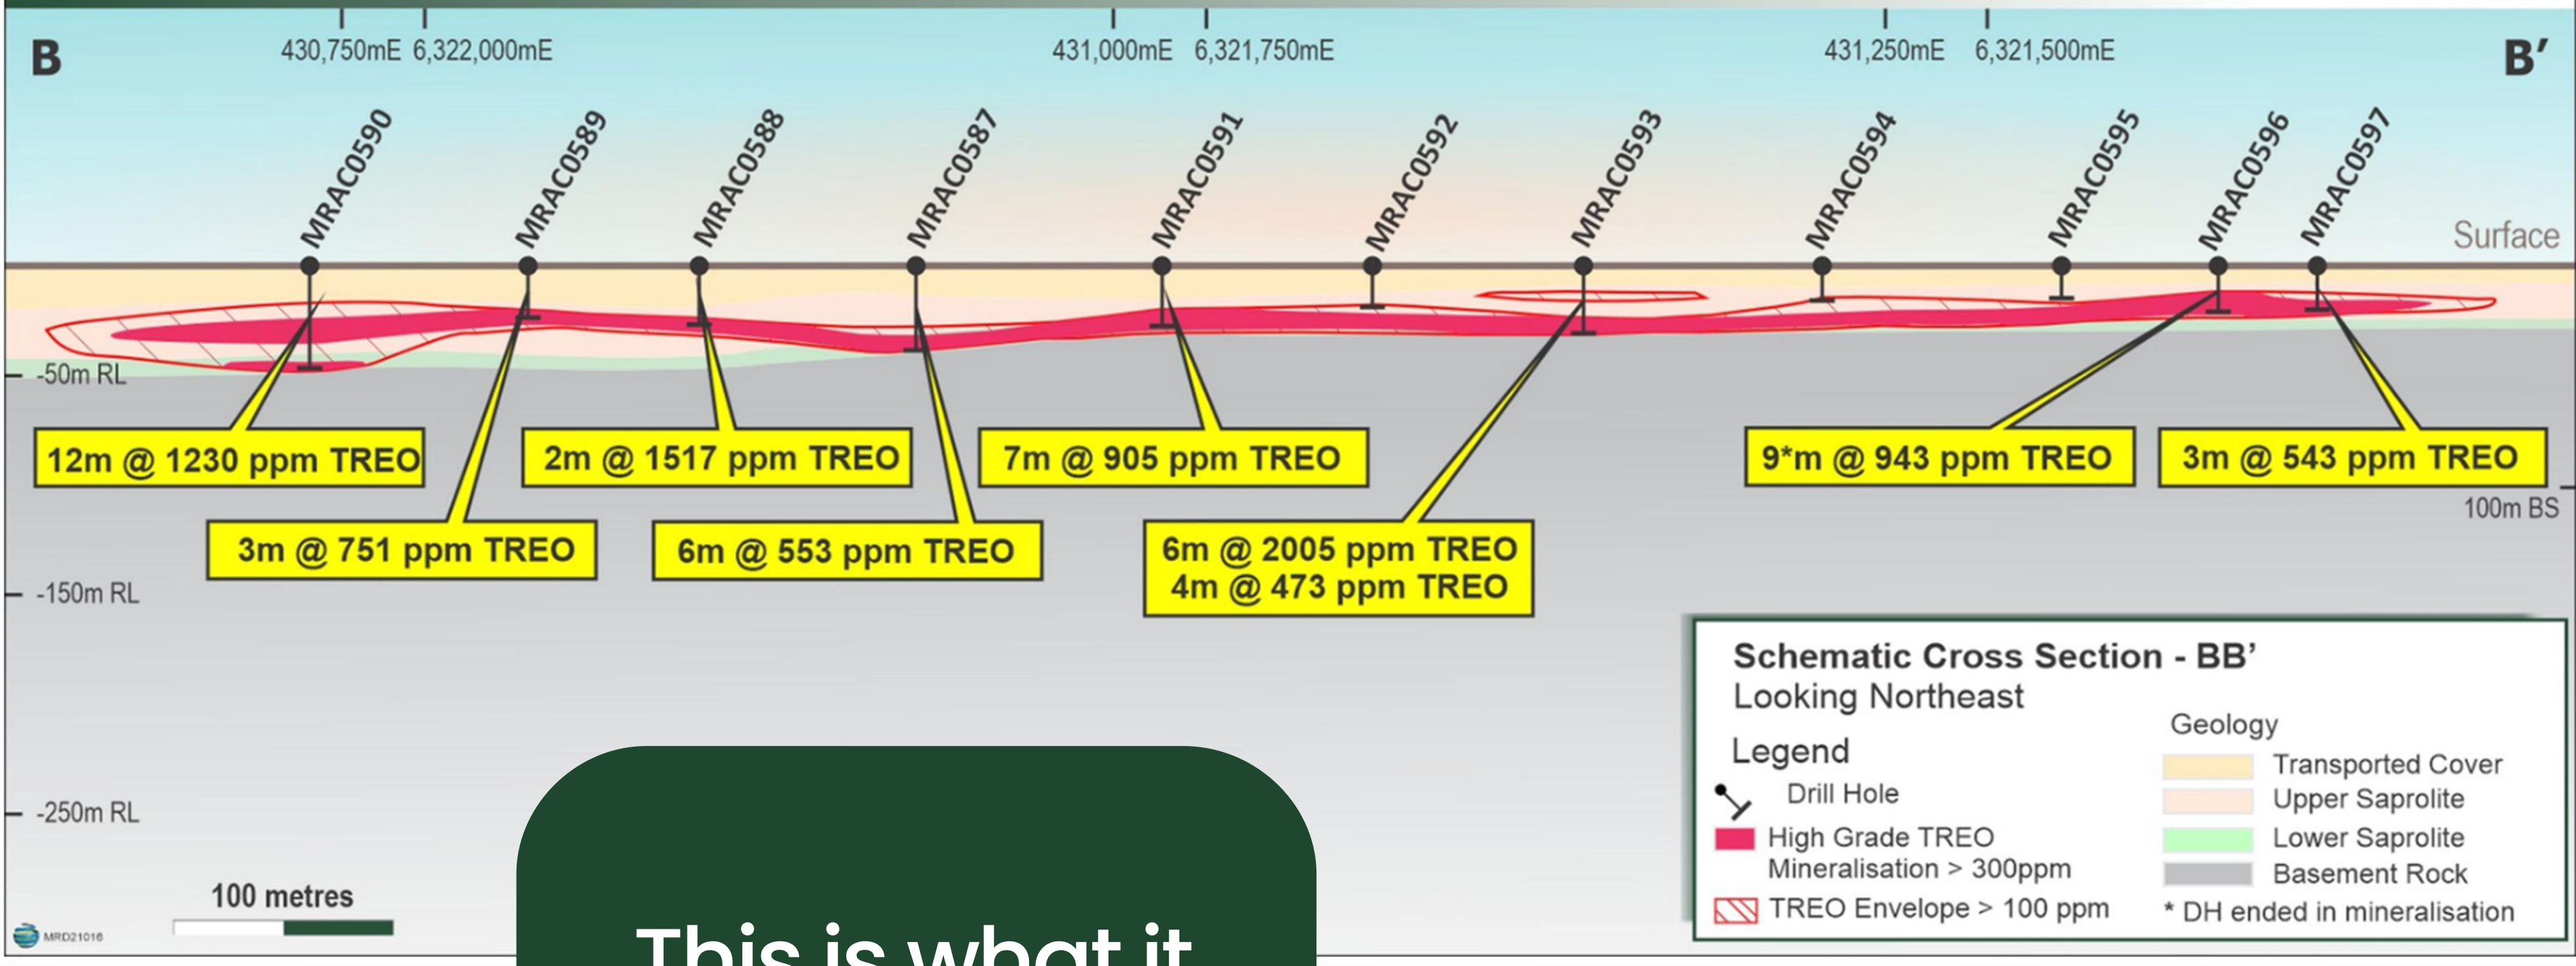 B
430,750mE 6,322,000mE
431,000mE 6,321,750mE
431,250mE 6,321,500mE
B′
MRAC0590
MRAC0589
MRAC0588
MRAC0587
MRAC0591
MRAC0592
MRAC0593
MRAC0594
MRAC0595
MRAC0596
MRAC0597
Surface
-50m RL
12m @ 1230 ppm TREO
2m @ 1517 ppm TREO
7m @ 905 ppm TREO
9*m @ 943 ppm TREO
3m @ 543 ppm TREO
100m BS
3m @ 751 ppm TREO
6m @ 553 ppm TREO
6m @ 2005 ppm TREO
4m @ 473 ppm TREO
-150m RL
-250m RL
100 metres
MRD21016
This is what it
Schematic Cross Section - BB’
Looking Northeast
Legend
Drill Hole
High Grade TREO
Mineralisation > 300ppm
TREO Envelope > 100 ppm
Geology
Transported Cover
Upper Saprolite
Lower Saprolite
Basement Rock
* DH ended in mineralisation